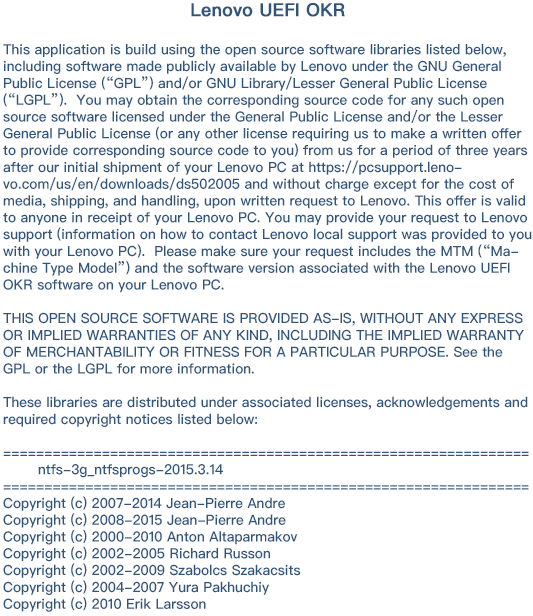 Lenovo UEFI OKR
This application is build using the open source software libraries listed below,
including software made publicly available by Lenovo under the GNU General
Public License (“GPL”) and/or GNU Library/Lesser General Public License
(“LGPL”).  You may obtain the corresponding source code for any such open
source software licensed under the General Public License and/or the Lesser
General Public License (or any other license requiring us to make a written offer
to provide corresponding source code to you) from us for a period of three years
after our initial shipment of your Lenovo PC at https://pcsupport.leno-
vo.com/us/en/downloads/ds502005 and without charge except for the cost of
media, shipping, and handling, upon written request to Lenovo. This offer is valid
to anyone in receipt of your Lenovo PC. You may provide your request to Lenovo
support (information on how to contact Lenovo local support was provided to you
with your Lenovo PC).  Please make sure your request includes the MTM (“Ma-
chine Type Model”) and the software version associated with the Lenovo UEFI
OKR software on your Lenovo PC.
THIS OPEN SOURCE SOFTWARE IS PROVIDED AS-IS, WITHOUT ANY EXPRESS
OR IMPLIED WARRANTIES OF ANY KIND, INCLUDING THE IMPLIED WARRANTY
OF MERCHANTABILITY OR FITNESS FOR A PARTICULAR PURPOSE. See the
GPL or the LGPL for more information.
These libraries are distributed under associated licenses, acknowledgements and
required copyright notices listed below:
================================================================
ntfs-3g_ntfsprogs-2015.3.14
================================================================
Copyright (c) 2007-2014 Jean-Pierre Andre
Copyright (c) 2008-2015 Jean-Pierre Andre
Copyright (c) 2000-2010 Anton Altaparmakov
Copyright (c) 2002-2005 Richard Russon
Copyright (c) 2002-2009 Szabolcs Szakacsits
Copyright (c) 2004-2007 Yura Pakhuchiy
Copyright (c) 2010 Erik Larsson